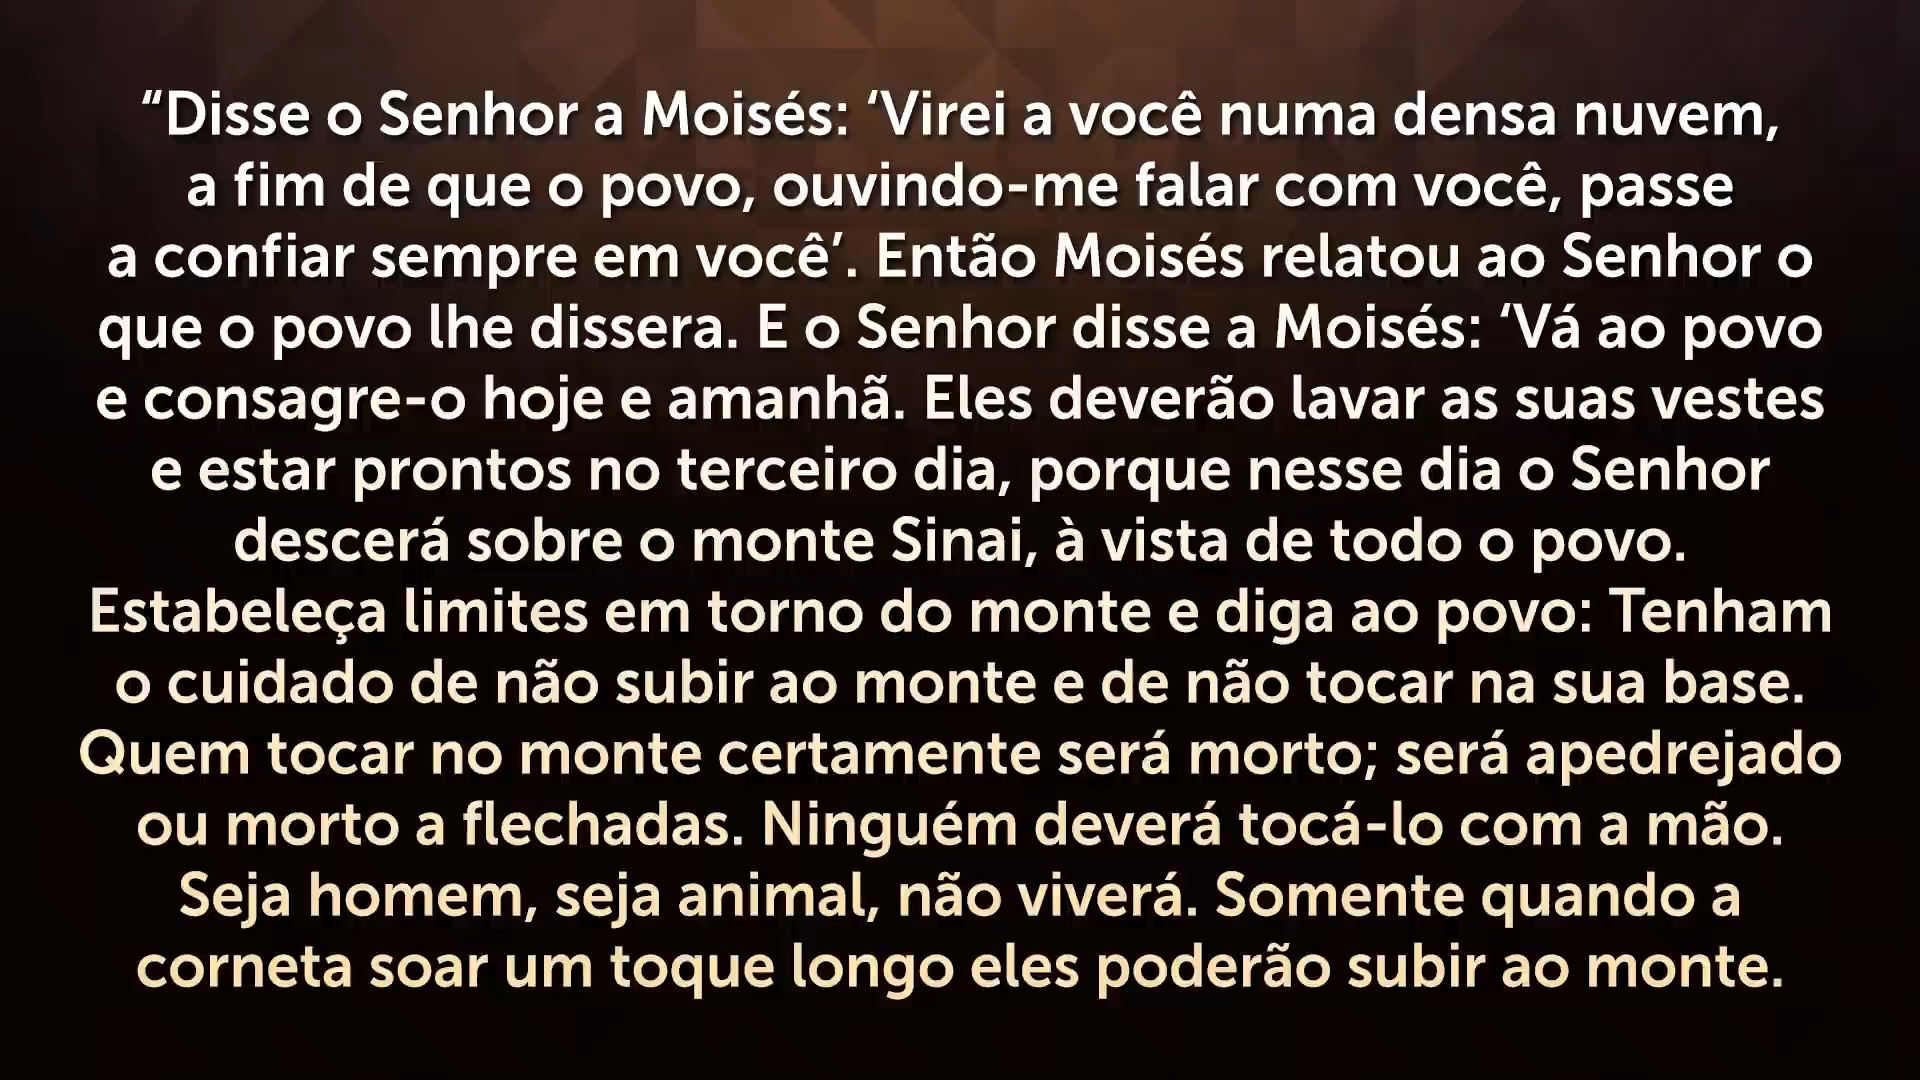 “Disse o Senhor a Moisés: ‘Virei a você numa densa nuvem,
a fim de que o povo, ouvindo-me falar com você, passe
a confiar sempre em você’. Então Moisés relatou ao Senhor o
que o povo lhe dissera. E o Senhor disse a Moisés: ‘Vá ao povo
e consagre-o hoje e amanhã. Eles deverão lavar as suas vestes
e estar prontos no terceiro dia, porque nesse dia o Senhor
descerá sobre o monte Sinai, à vista de todo o povo.
Estabeleça limites em torno do monte e diga ao povo: Tenham
o cuidado de não subir ao monte e de não tocar na sua base.
Quem tocar no monte certamente será morto; será apedrejado
ou morto a flechadas. Ninguém deverá tocá-lo com a mão.
Seja homem, seja animal, não viverá. Somente quando a
corneta soar um toque longo eles poderão subir ao monte.